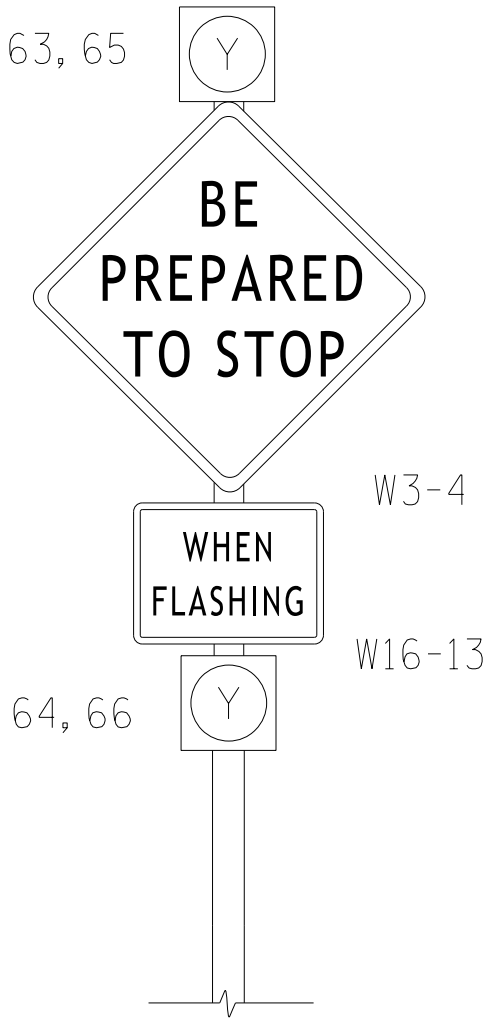 63, 65
Y
BE
PREPARED
TO STOP
W3-4
WHEN
FLASHING
W16-13
64, 66
Y